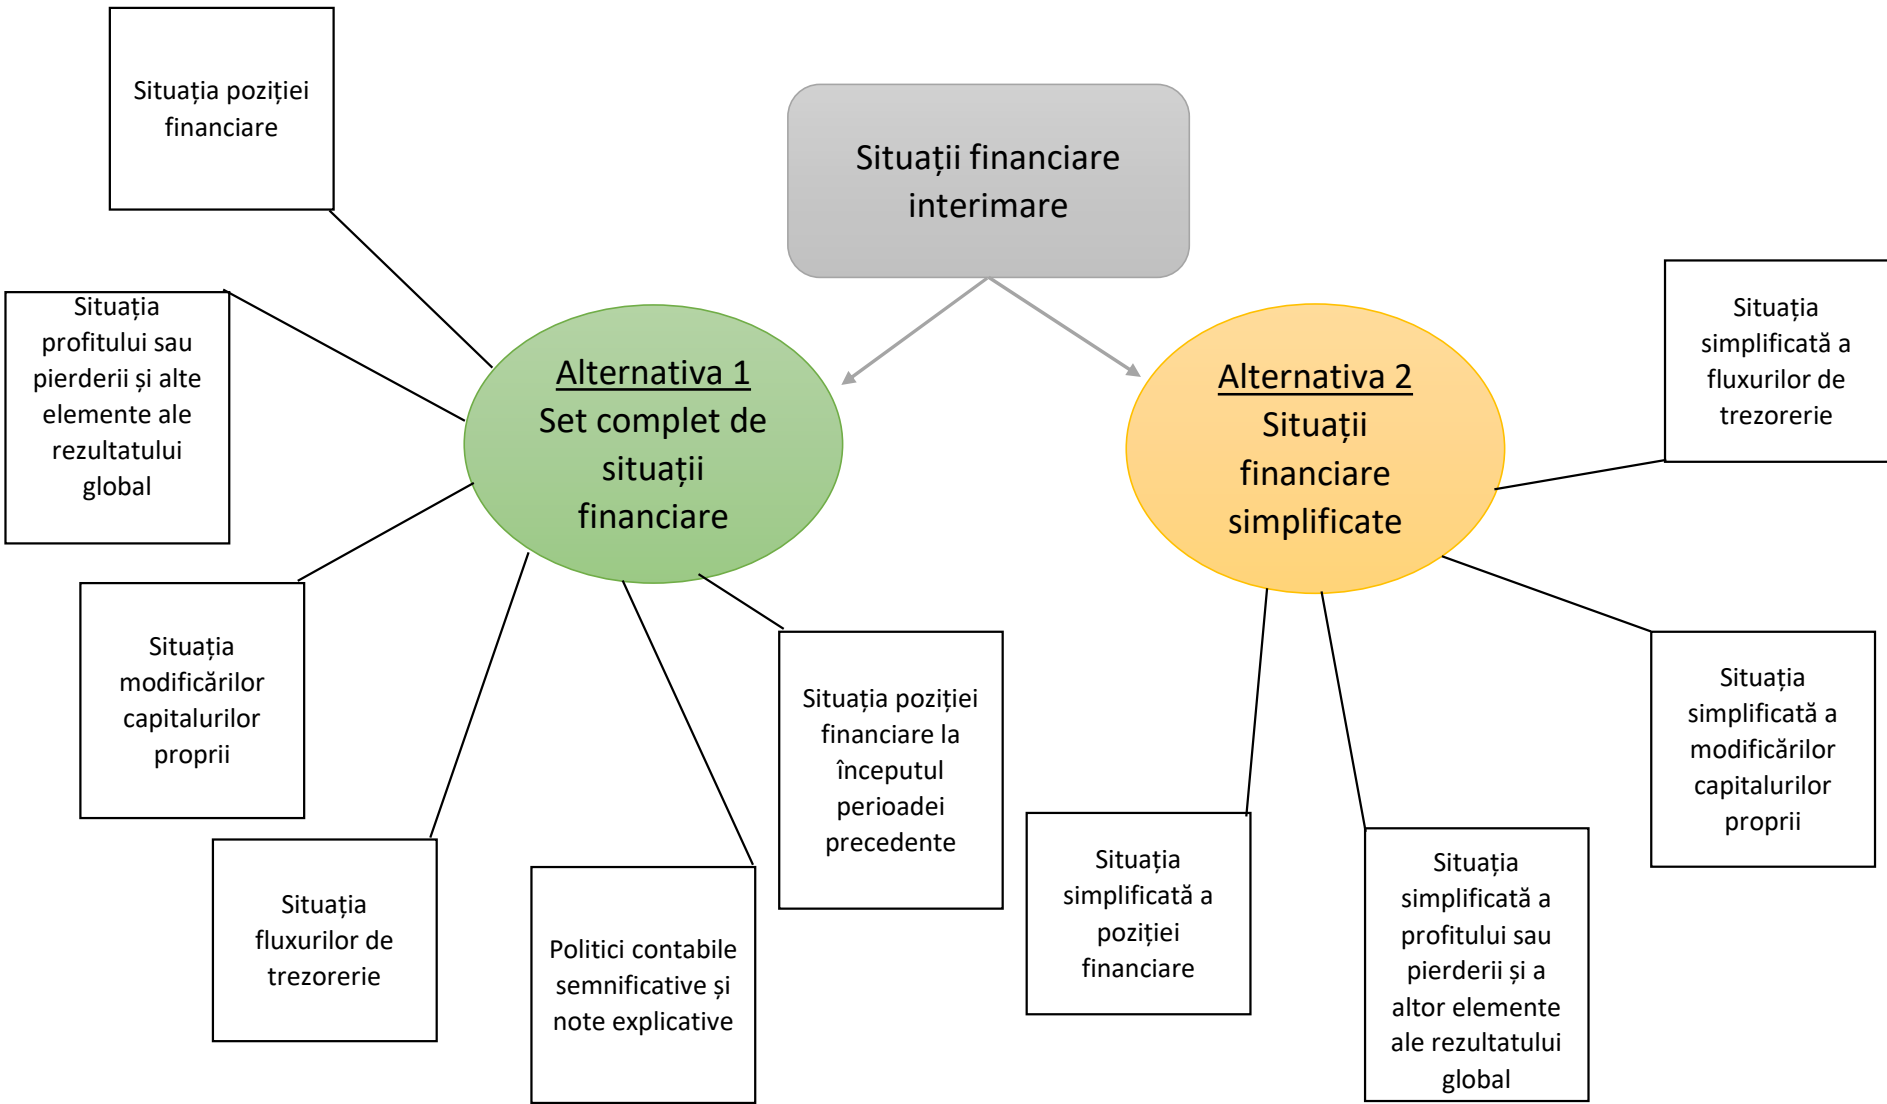 Situația poziției
financiare
Situații financiare
interimare
Situația
profitului sau
pierderii și alte
elemente ale
rezultatului
global
Alternativa 1
Set complet de
situații
financiare
Alternativa 2
Situații
financiare
simplificate
Situația
simplificată a
fluxurilor de
trezorerie
Situația
modificărilor
capitalurilor
proprii
Situația poziției
financiare la
începutul
perioadei
precedente
Situația
simplificată a
modificărilor
capitalurilor
proprii
Situația
fluxurilor de
trezorerie
Politici contabile
semnificative și
note explicative
Situația
simplificată a
poziției
financiare
Situația
simplificată a
profitului sau
pierderii și a
altor elemente
ale rezultatului
global